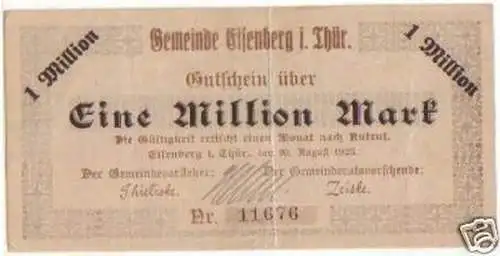 1 Million
Gemeinde Eisenberg i. Thür.
1 Million
Gutschein über
Eine Million Mark
Die Gültigkeit erlischt einen Monat nach Aufruf.
Eisenberg i. Thür., den 20. August 1923.
Der Gemeindevorsteher: Der Gemeinderatsvorsitzende:
Zeiske.
Nr. 11676